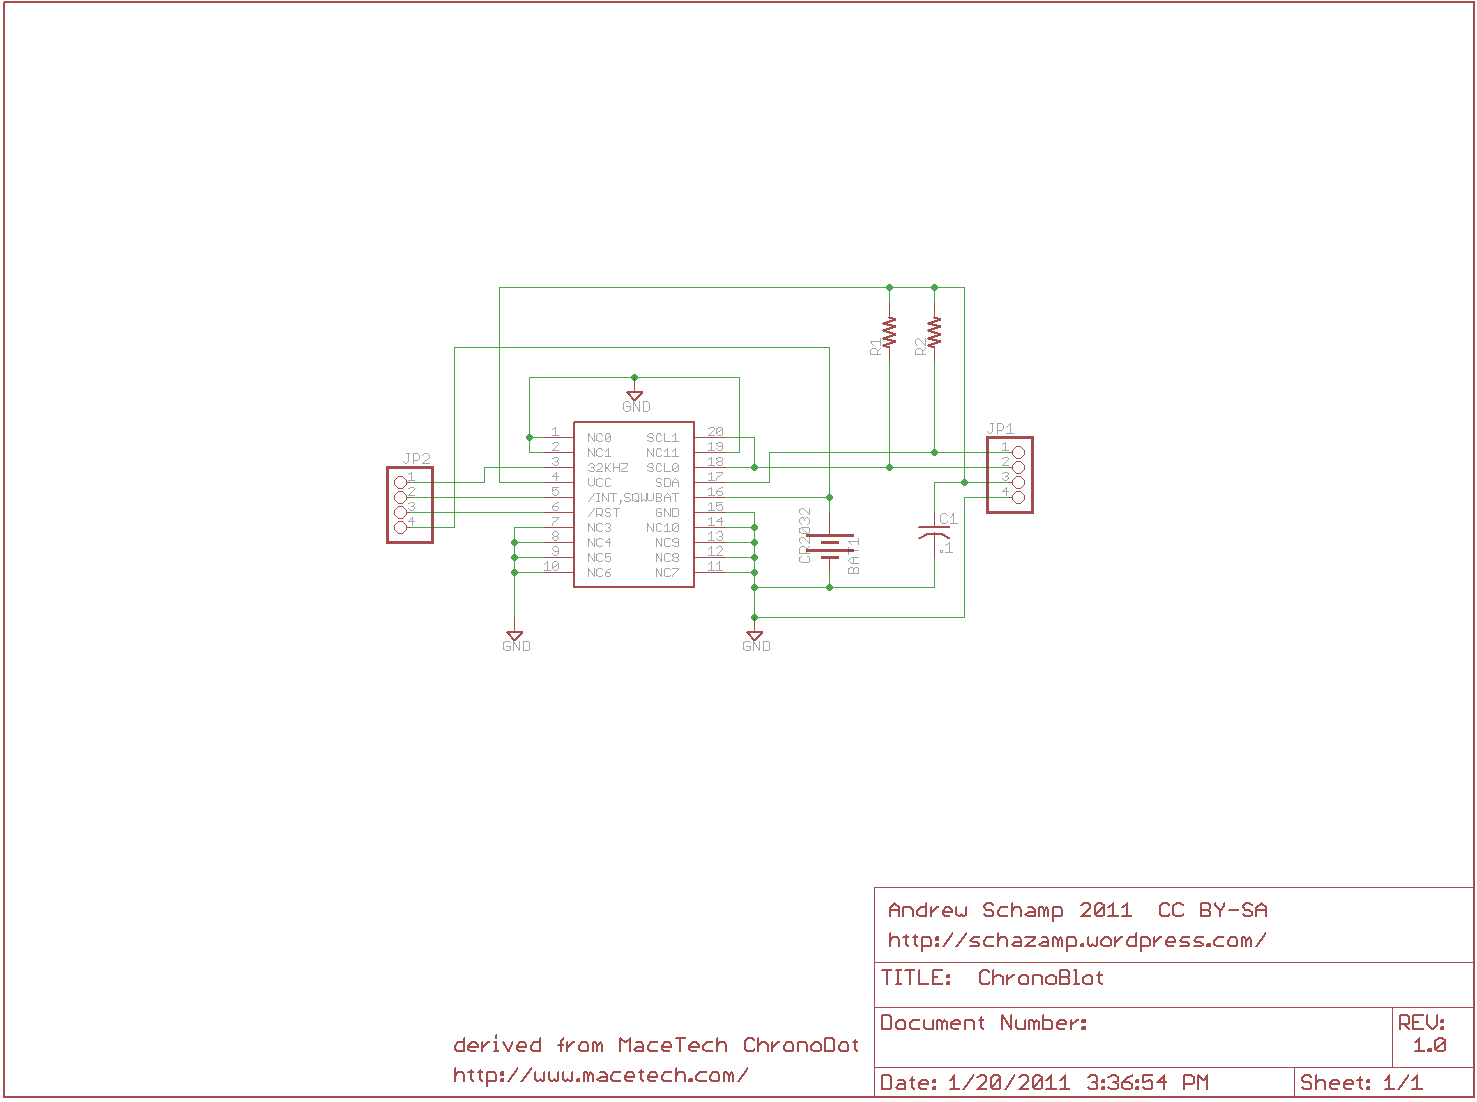 R1
R2
GND
JP1
1
2
3
4
JP2
1
2
3
4
1 NC0 SCL1 20
2 NC1 NC11 19
3 32KHZ SCL0 18
4 VCC SDA 17
5 /INT,SQW VBAT 16
6 /RST GND 15
7 NC3 NC10 14
8 NC4 NC9 13
9 NC5 NC8 12
10 NC6 NC7 11
CR2032
BAT1
C1
.1
GND
GND
Andrew Schamp 2011 CC BY-SA
http://schazamp.wordpress.com/
TITLE: ChronoBlot
Document Number:
REV:
1.0
Date: 1/20/2011 3:36:54 PM
Sheet: 1/1
derived from MaceTech ChronoDot
http://www.macetech.com/